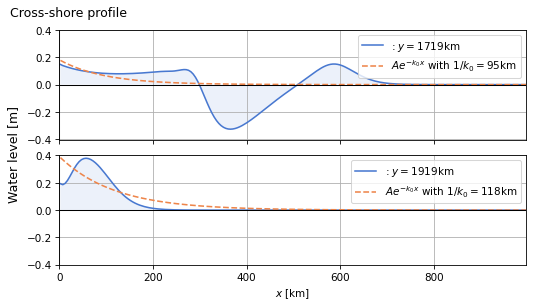 Cross-shore profile
Water level [m]
0.4
0.2
0.0
−0.2
−0.4
: y = 1719km
Ae^{−k₀x} with 1/k₀ = 95km
0.4
0.2
0.0
−0.2
−0.4
: y = 1919km
Ae^{−k₀x} with 1/k₀ = 118km
0 200 400 600 800
x [km]